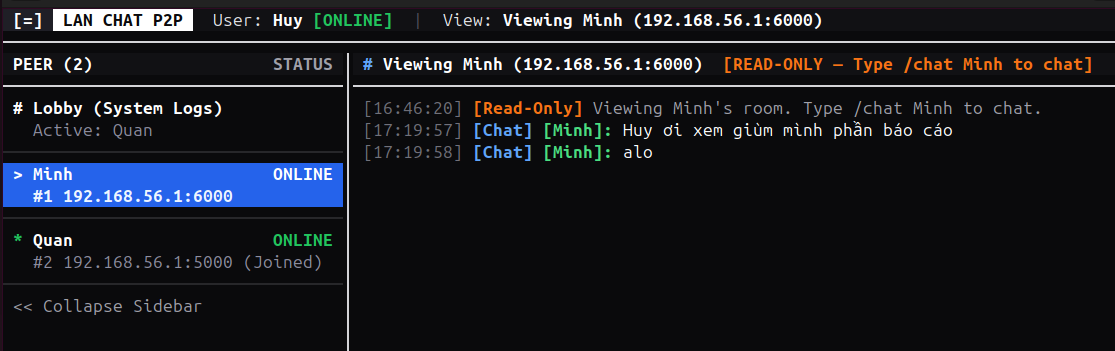 [=] LAN CHAT P2P User: Huy [ONLINE] | View: Viewing Minh (192.168.56.1:6000)
PEER (2) STATUS
# Lobby (System Logs)
Active: Quan
> Minh ONLINE
#1 192.168.56.1:6000
* Quan ONLINE
#2 192.168.56.1:5000 (Joined)
<< Collapse Sidebar
# Viewing Minh (192.168.56.1:6000) [READ-ONLY — Type /chat Minh to chat]
[16:46:20] [Read-Only] Viewing Minh's room. Type /chat Minh to chat.
[17:19:57] [Chat] [Minh]: Huy ơi xem giùm mình phần báo cáo
[17:19:58] [Chat] [Minh]: alo